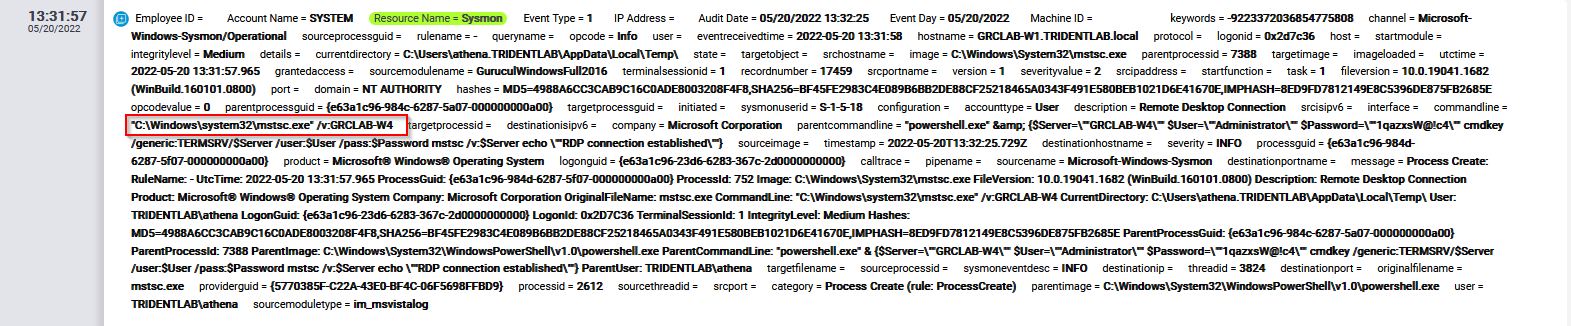 13:31:57
05/20/2022
Employee ID = Account Name = SYSTEM Resource Name = Sysmon Event Type = 1 IP Address = Audit Date = 05/20/2022 13:32:25 Event Day = 05/20/2022 Machine ID = keywords = -9223372036854775808 channel = Microsoft-
Windows-Sysmon/Operational sourceprocessguid = rulename = - queryname = opcode = Info user = eventreceivedtime = 2022-05-20 13:31:58 hostname = GRCLAB-W1.TRIDENTLAB.local protocol = logonid = 0x2d7c36 host = startmodule =
integritylevel = Medium details = currentdirectory = C:\Users\athena.TRIDENTLAB\AppData\Local\Temp\ state = targetobject = srchostname = image = C:\Windows\System32\mstsc.exe parentprocessid = 7388 targetimage = imageloaded = utctime =
2022-05-20 13:31:57.965 grantedaccess = sourcemodulename = GuruculWindowsFull2016 terminalsessionid = 1 recordnumber = 17459 srcportname = version = 1 severityvalue = 2 srcipaddress = startfunction = task = 1 fileversion = 10.0.19041.1682
(WinBuild.160101.0800) port = domain = NT AUTHORITY hashes = MD5=4988A6CC3CAB9C16C0ADE8003208F4F8,SHA256=BF45FE2983C4E089B6BB2DE88CF25218465A0343F491E580BEB1021D6E41670E,IMPHASH=8ED9FD7812149E8C5396DE875FB2685E
opcodevalue = 0 parentprocessguid = {e63a1c96-984c-6287-5a07-000000000a00} targetprocessguid = initiated = sysmonuserid = S-1-5-18 configuration = accounttype = User description = Remote Desktop Connection srcisipv6 = interface = commandline =
"C:\Windows\system32\mstsc.exe" /v:GRCLAB-W4 targetprocessid = destinationisipv6 = company = Microsoft Corporation parentcommandline = "powershell.exe" &amp; {$Server=\""GRCLAB-W4\"" $User=\""Administrator\"" $Password=\""1qazxsW@!c4\"" cmdkey
/generic:TERMSRV/$Server /user:$User /pass:$Password mstsc /v:$Server echo \""RDP connection established\""} sourceimage = timestamp = 2022-05-20T13:32:25.729Z destinationhostname = severity = INFO processguid = {e63a1c96-984d-
6287-5f07-000000000a00} product = Microsoft® Windows® Operating System logonguid = {e63a1c96-23d6-6283-367c-2d0000000000} calltrace = pipename = sourcename = Microsoft-Windows-Sysmon destinationportname = message = Process Create:
RuleName: - UtcTime: 2022-05-20 13:31:57.965 ProcessGuid: {e63a1c96-984d-6287-5f07-000000000a00} ProcessId: 752 Image: C:\Windows\System32\mstsc.exe FileVersion: 10.0.19041.1682 (WinBuild.160101.0800) Description: Remote Desktop Connection
Product: Microsoft® Windows® Operating System Company: Microsoft Corporation OriginalFileName: mstsc.exe CommandLine: "C:\Windows\system32\mstsc.exe" /v:GRCLAB-W4 CurrentDirectory: C:\Users\athena.TRIDENTLAB\AppData\Local\Temp\ User:
TRIDENTLAB\athena LogonGuid: {e63a1c96-23d6-6283-367c-2d0000000000} LogonId: 0x2D7C36 TerminalSessionId: 1 IntegrityLevel: Medium Hashes:
MD5=4988A6CC3CAB9C16C0ADE8003208F4F8,SHA256=BF45FE2983C4E089B6BB2DE88CF25218465A0343F491E580BEB1021D6E41670E,IMPHASH=8ED9FD7812149E8C5396DE875FB2685E ParentProcessGuid: {e63a1c96-984c-6287-5a07-000000000a00}
ParentProcessId: 7388 ParentImage: C:\Windows\System32\WindowsPowerShell\v1.0\powershell.exe ParentCommandLine: "powershell.exe" & {$Server=\""GRCLAB-W4\"" $User=\""Administrator\"" $Password=\""1qazxsW@!c4\"" cmdkey /generic:TERMSRV/$Server
/user:$User /pass:$Password mstsc /v:$Server echo \""RDP connection established\""} ParentUser: TRIDENTLAB\athena targetfilename = sourceprocessid = sysmoneventdesc = INFO destinationip = threadid = 3824 destinationport = originalfilename =
mstsc.exe providerguid = {5770385F-C22A-43E0-BF4C-06F5698FFBD9} processid = 2612 sourcethreadid = srcport = category = Process Create (rule: ProcessCreate) parentimage = C:\Windows\System32\WindowsPowerShell\v1.0\powershell.exe user =
TRIDENTLAB\athena sourcemoduletype = im_msvistalog